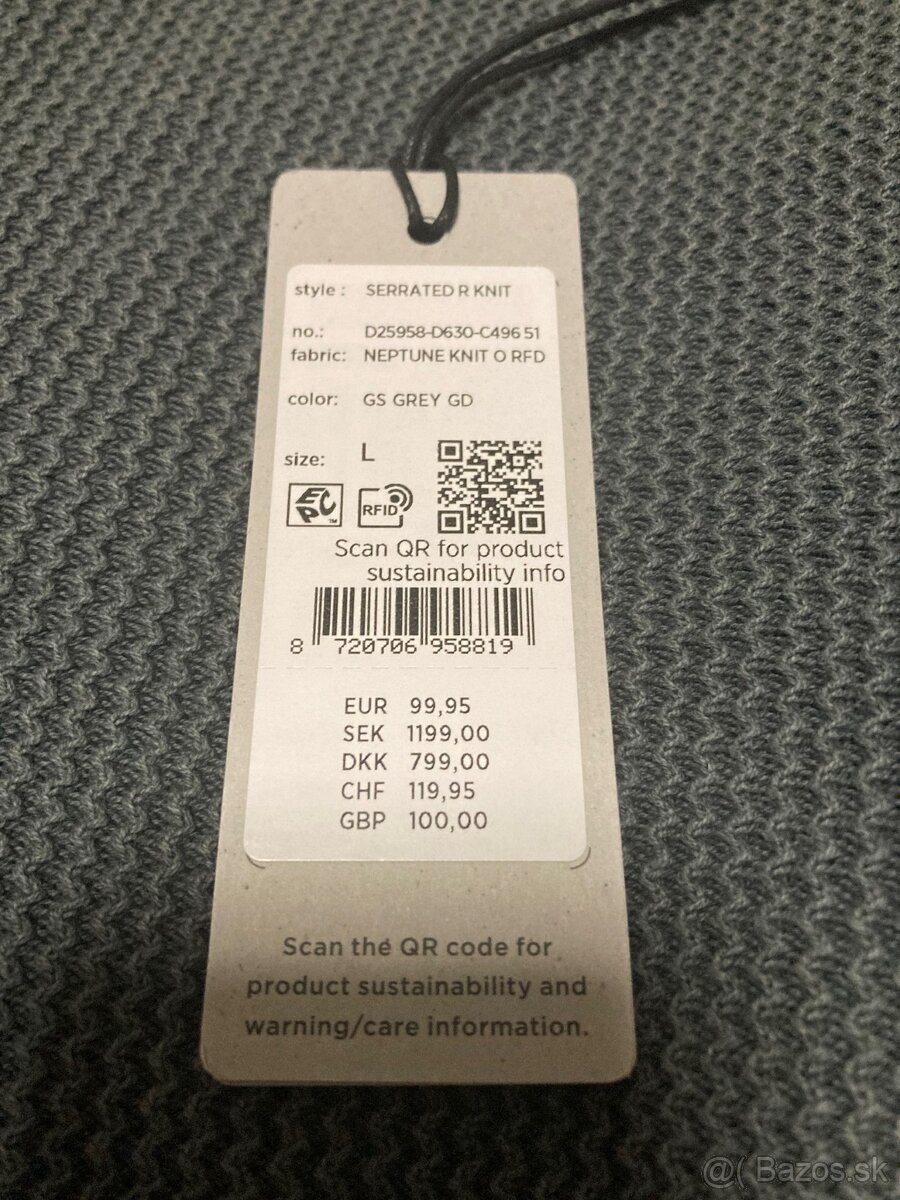 style : SERRATED R KNIT
no.: D25958-D630-C496 51
fabric: NEPTUNE KNIT O RFD
color: GS GREY GD
size: L
EPC™
RFID
Scan QR for product
sustainability info
8 720706 958819
EUR 99,95
SEK 1199,00
DKK 799,00
CHF 119,95
GBP 100,00
Scan the QR code for
product sustainability and
warning/care information.
@( Bazos.sk